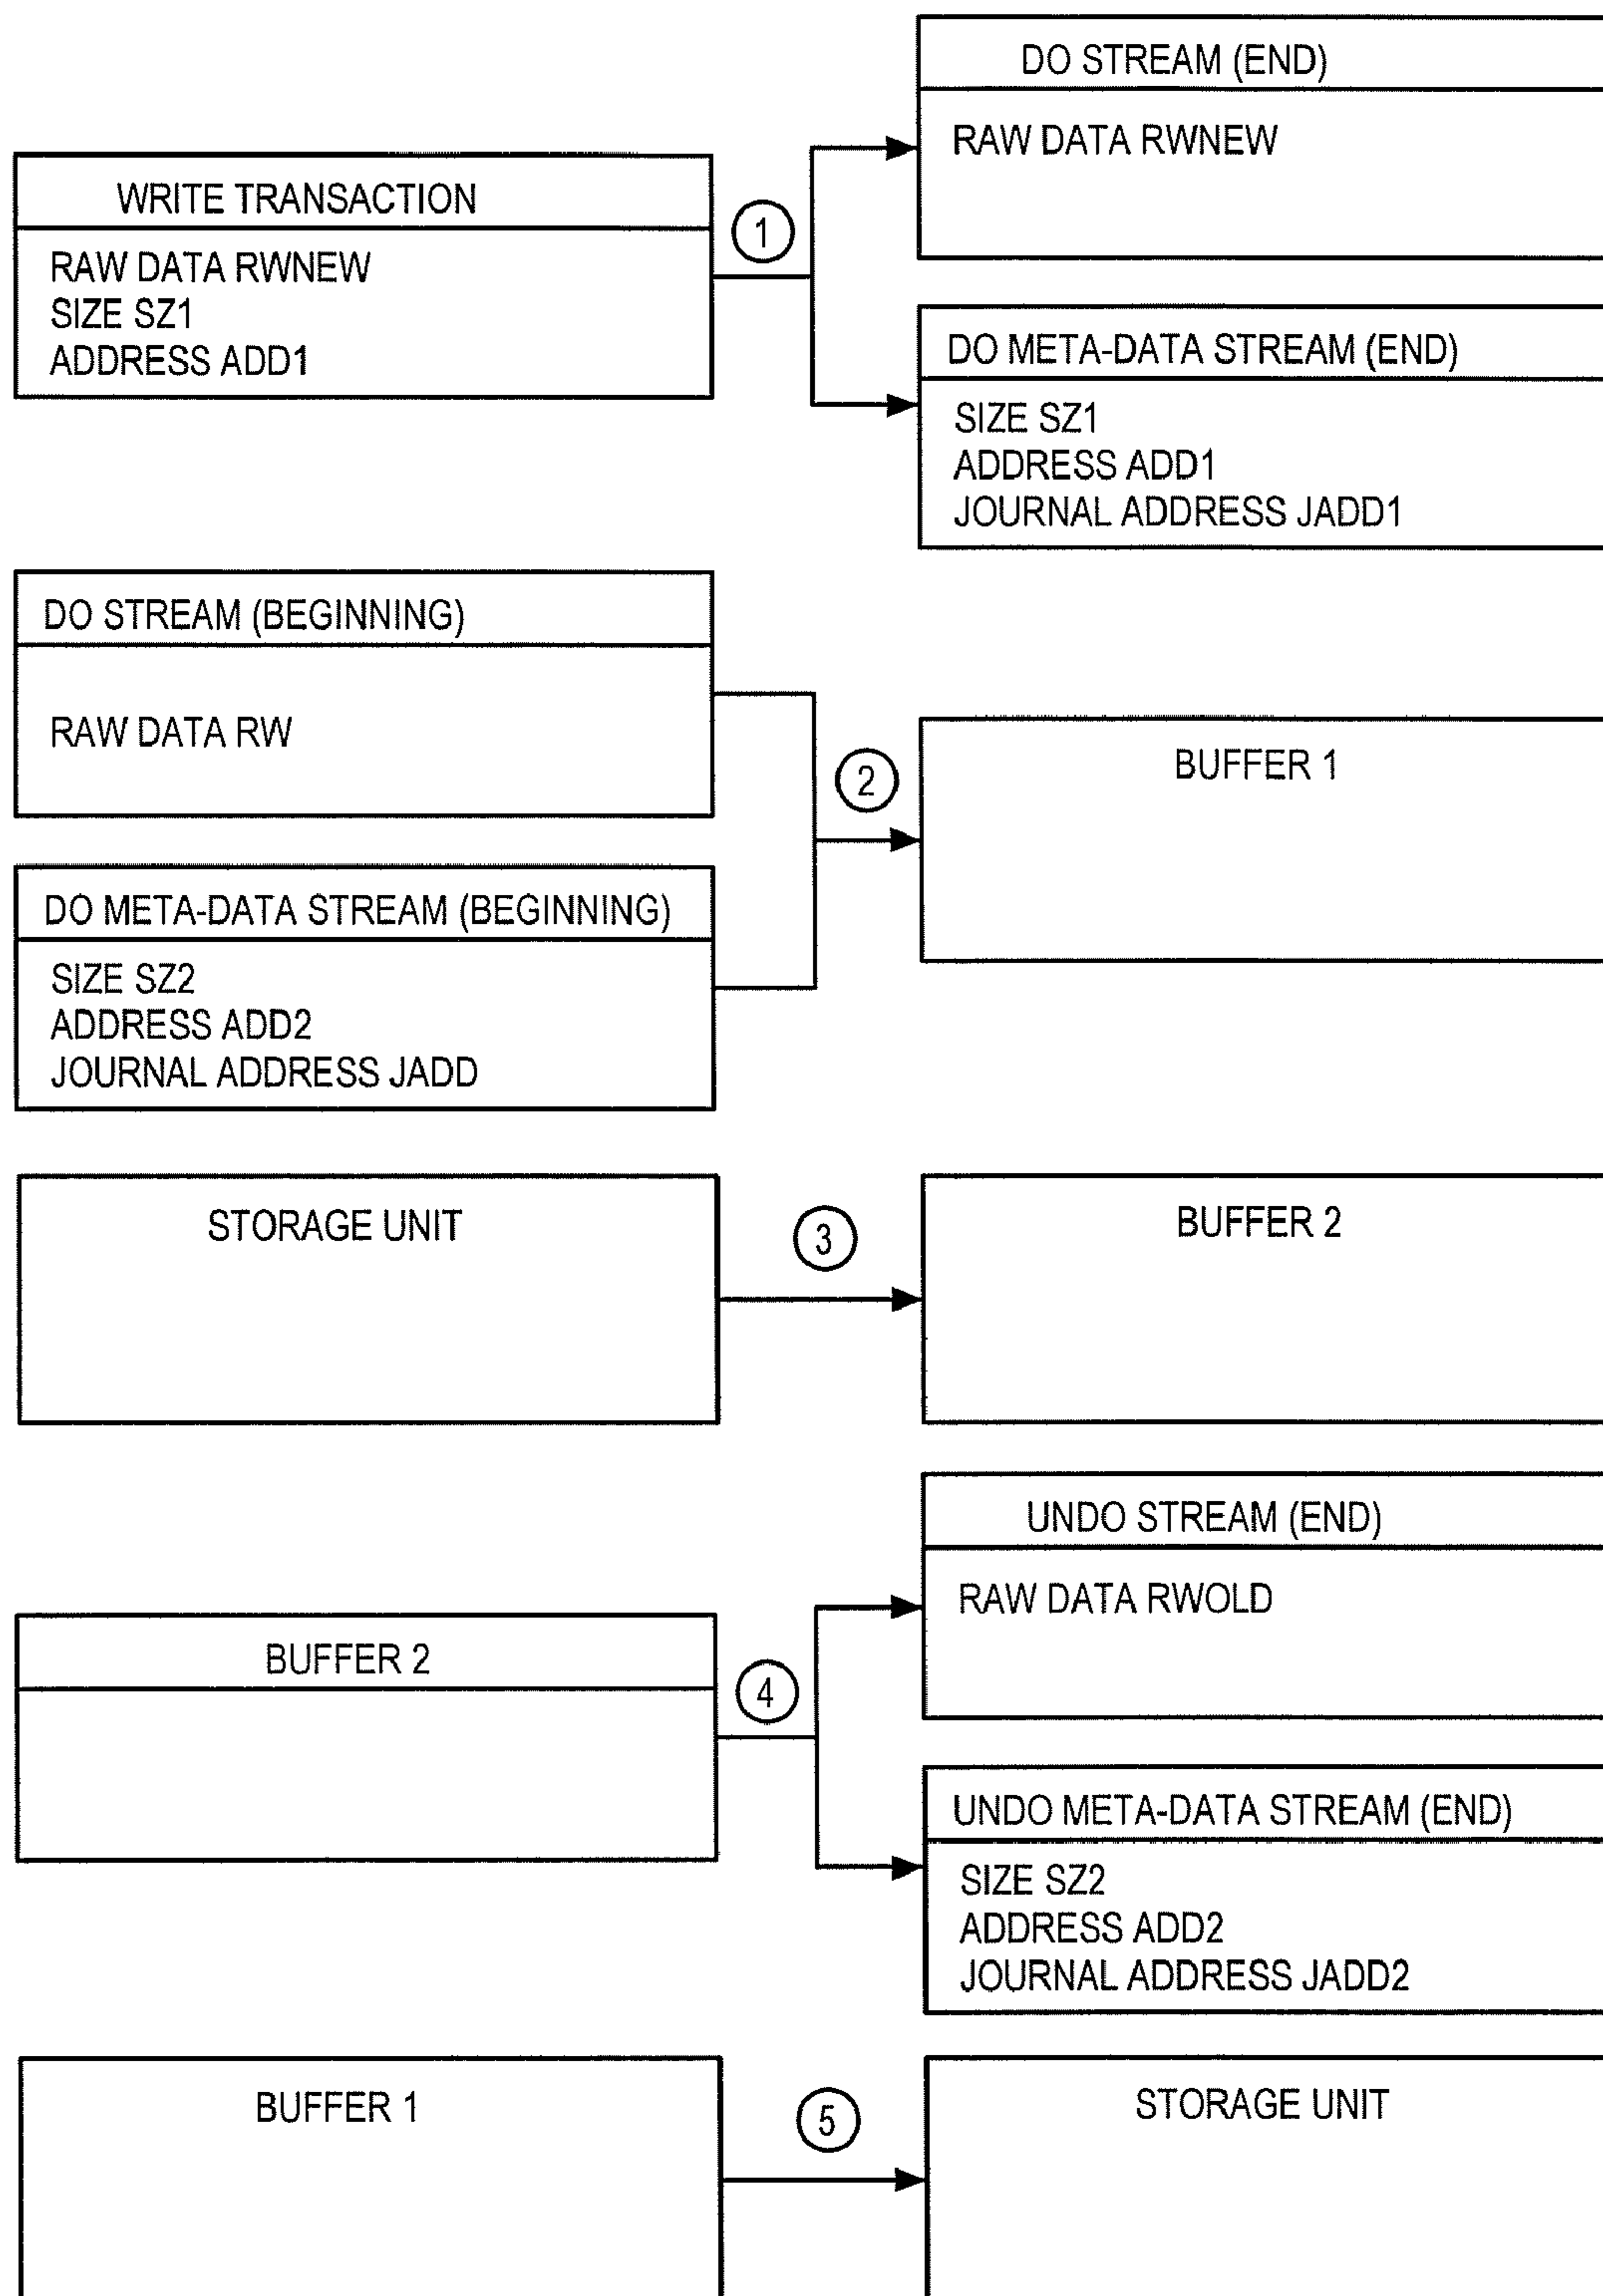 DO STREAM (END)
RAW DATA RWNEW
WRITE TRANSACTION
RAW DATA RWNEW
SIZE SZ1
ADDRESS ADD1
1
DO META-DATA STREAM (END)
SIZE SZ1
ADDRESS ADD1
JOURNAL ADDRESS JADD1
DO STREAM (BEGINNING)
RAW DATA RW
DO META-DATA STREAM (BEGINNING)
SIZE SZ2
ADDRESS ADD2
JOURNAL ADDRESS JADD
2
BUFFER 1
STORAGE UNIT
3
BUFFER 2
BUFFER 2
4
UNDO STREAM (END)
RAW DATA RWOLD
UNDO META-DATA STREAM (END)
SIZE SZ2
ADDRESS ADD2
JOURNAL ADDRESS JADD2
BUFFER 1
5
STORAGE UNIT